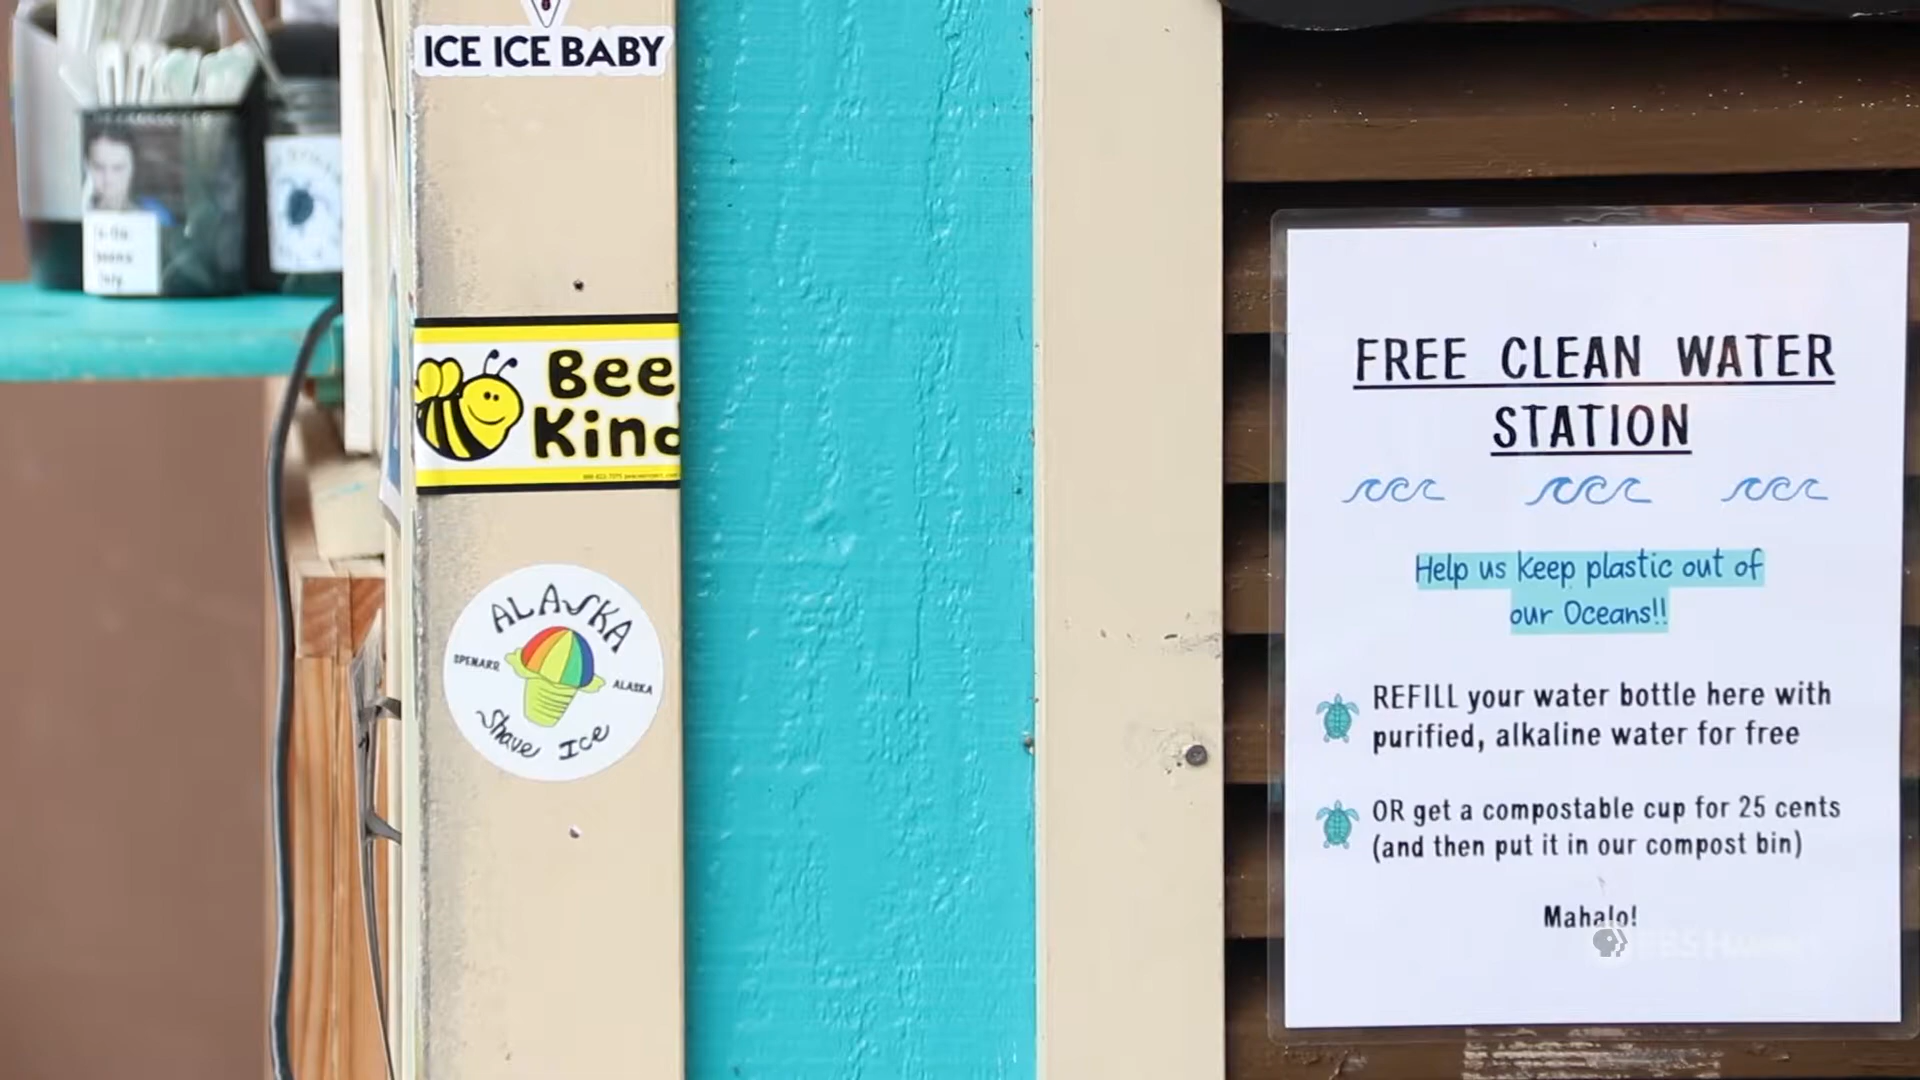 ICE ICE BABY
Bee
Kind
ALASKA
SPENARD
ALASKA
Shave Ice
FREE CLEAN WATER
STATION
Help us keep plastic out of
our Oceans!!
REFILL your water bottle here with
purified, alkaline water for free
OR get a compostable cup for 25 cents
(and then put it in our compost bin)
Mahalo!
PBS Hawai'i